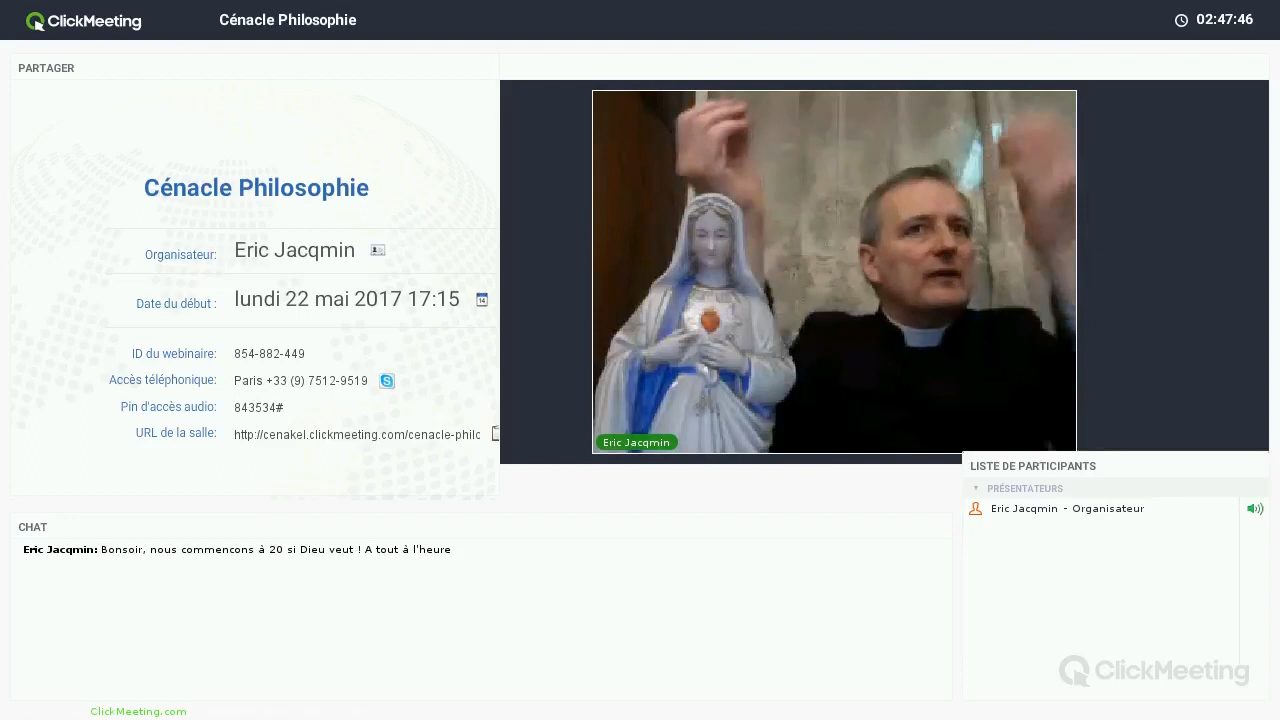 ClickMeeting
Cénacle Philosophie
02:47:46
PARTAGER
Cénacle Philosophie
Organisateur: Eric Jacqmin
Date du début : lundi 22 mai 2017 17:15
14
ID du webinaire: 854-882-449
Accès téléphonique: Paris +33 (9) 7512-9519
Pin d'accès audio: 843534#
URL de la salle: http://cenakel.clickmeeting.com/cenacle-philc
Eric Jacqmin
LISTE DE PARTICIPANTS
PRÉSENTATEURS
Eric Jacqmin - Organisateur
CHAT
Eric Jacqmin: Bonsoir, nous commencons à 20 si Dieu veut ! A tout à l'heure
ClickMeeting
ClickMeeting.com